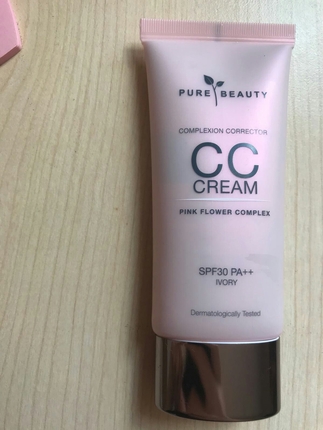 PURE BEAUTY
COMPLEXION CORRECTOR
CC
CREAM
PINK FLOWER COMPLEX
SPF30 PA++
IVORY
Dermatologically Tested